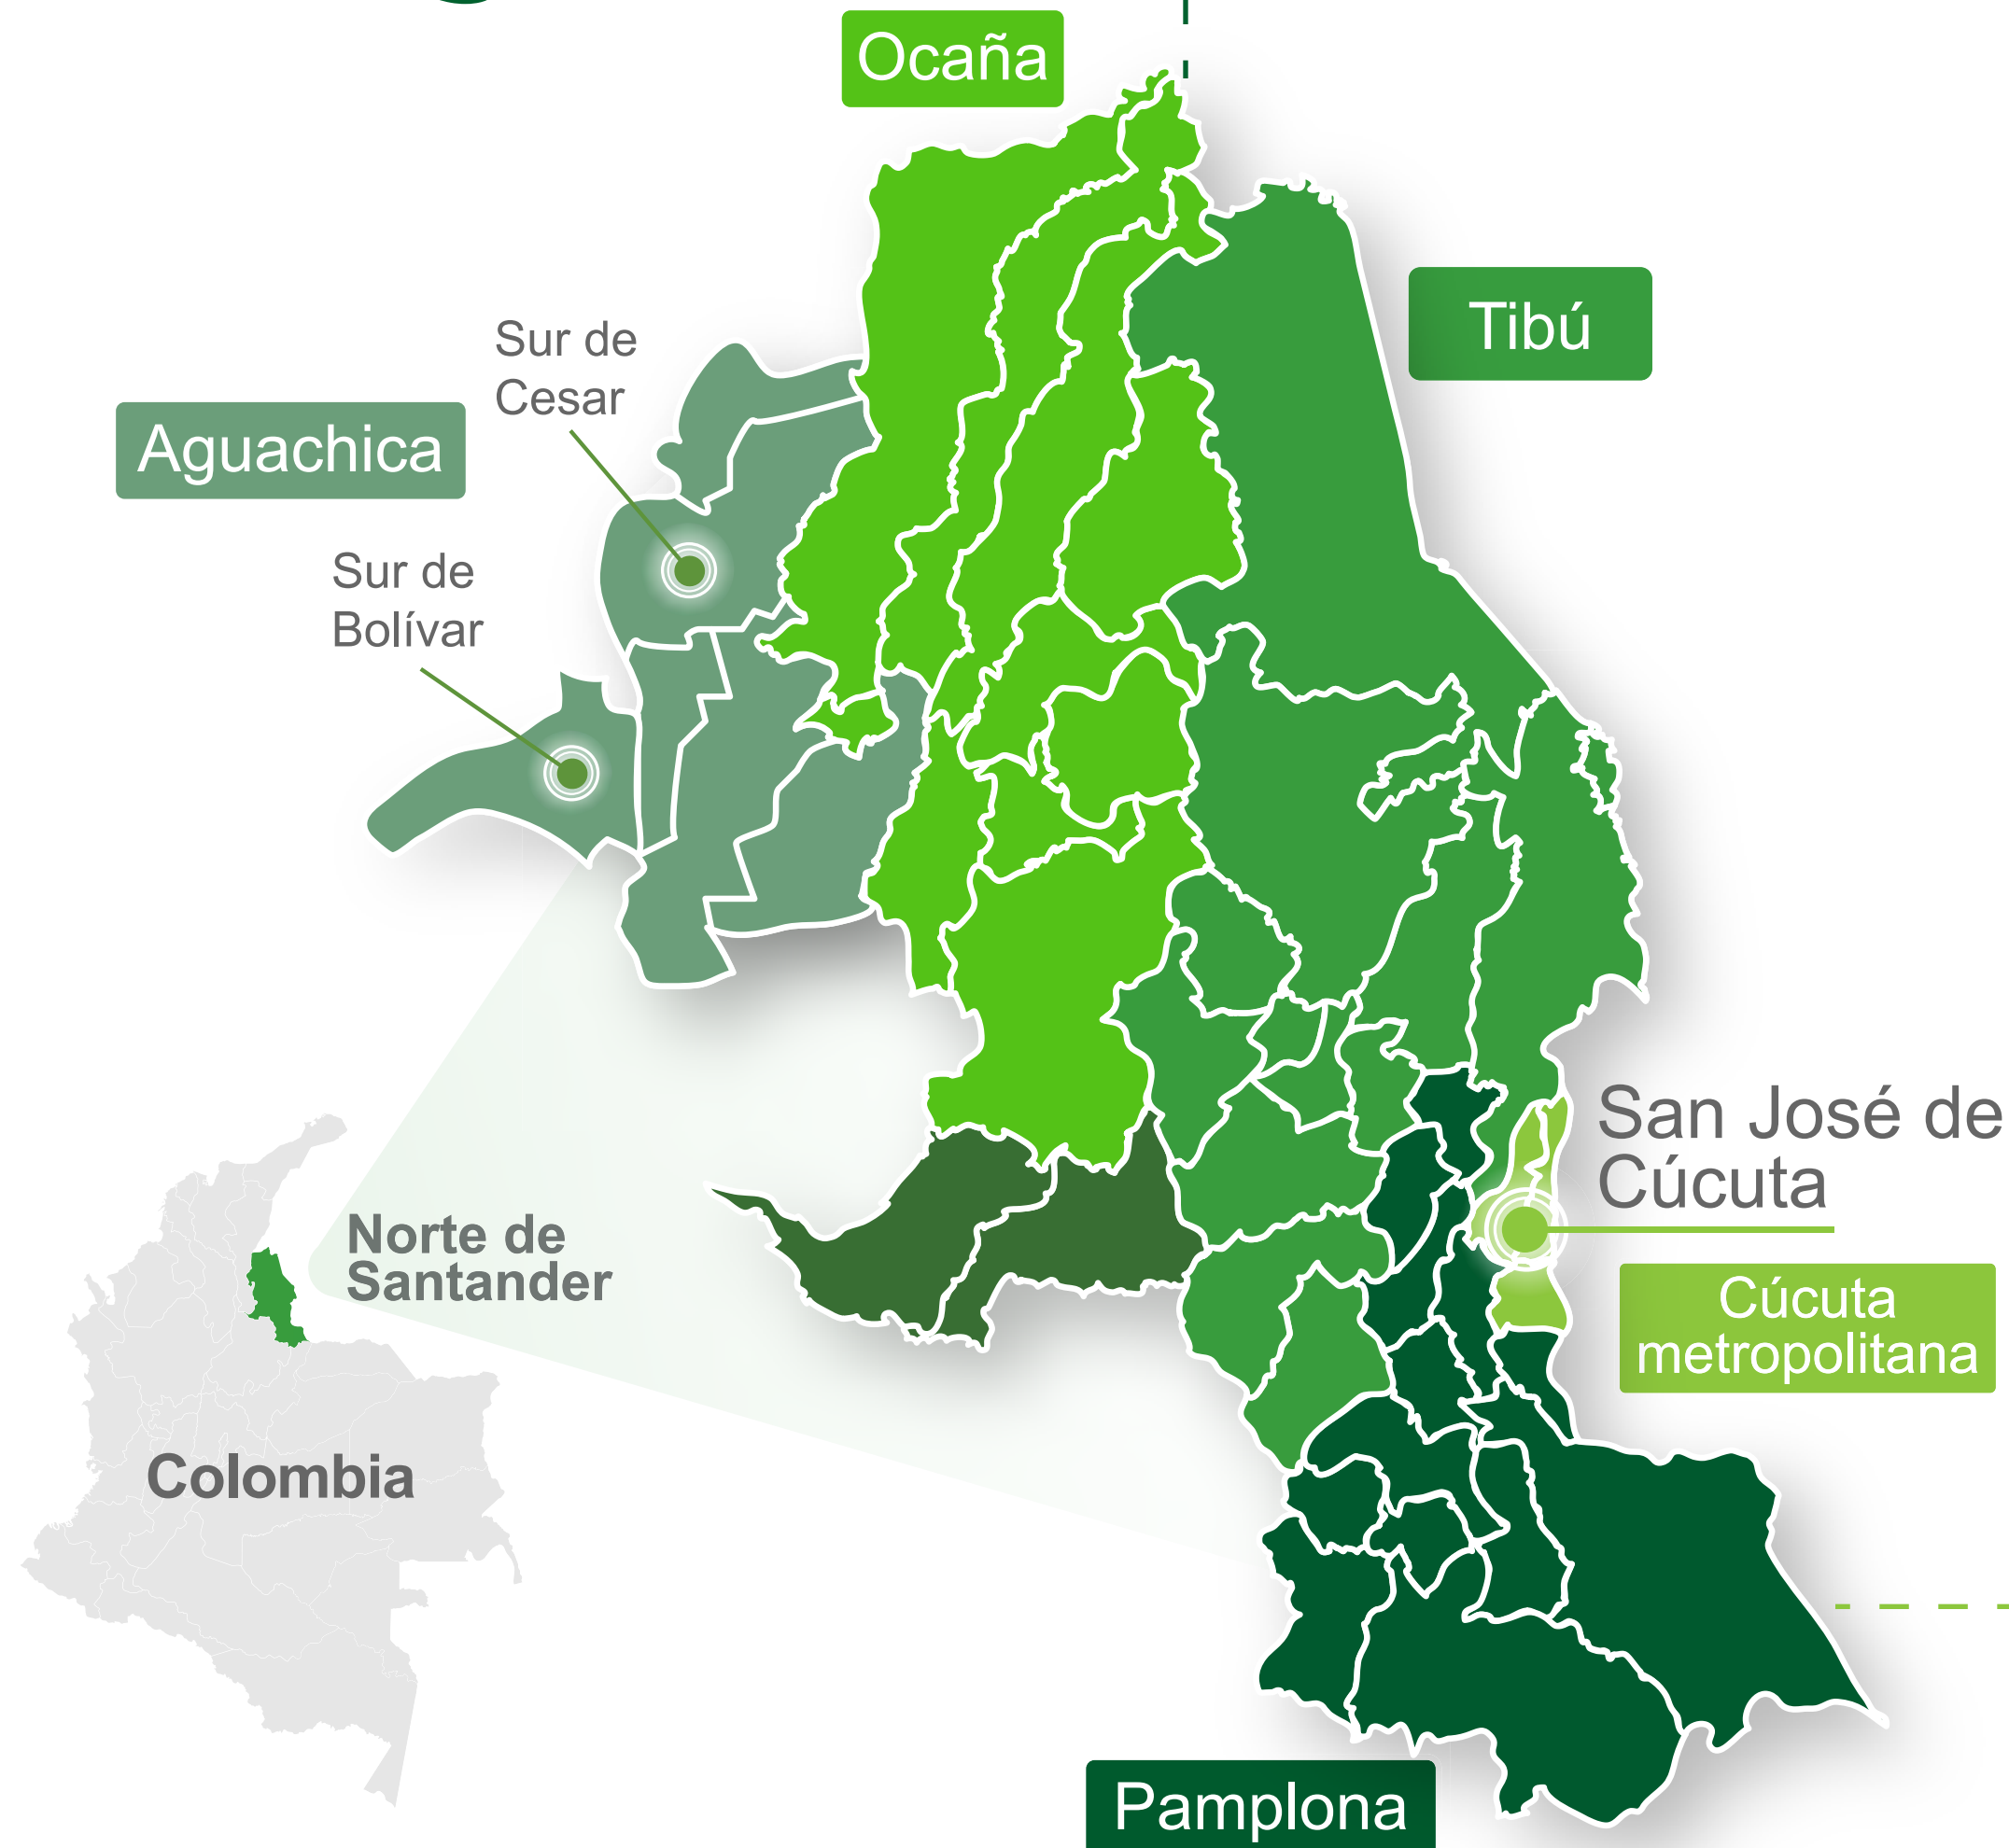 Ocaña
Tibú
Sur de
Cesar
Aguachica
Sur de
Bolívar
San José de
Cúcuta
Norte de
Santander
Cúcuta
metropolitana
Colombia
Pamplona